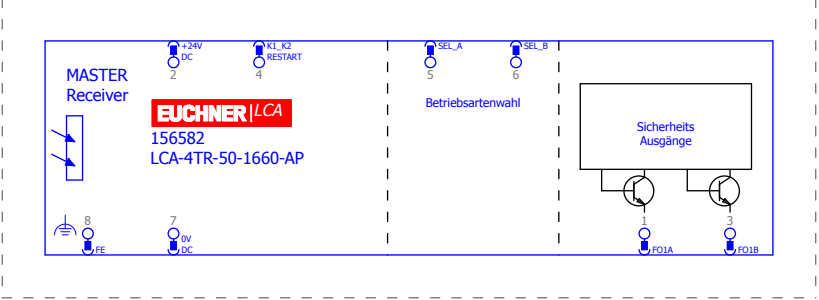 +24V
DC
2
K1_K2
RESTART
4
SEL_A
5
SEL_B
6
MASTER
Receiver
EUCHNER LCA
156582
LCA-4TR-50-1660-AP
Betriebsartenwahl
Sicherheits
Ausgänge
8
FE
7
0V
DC
1
FO1A
3
FO1B